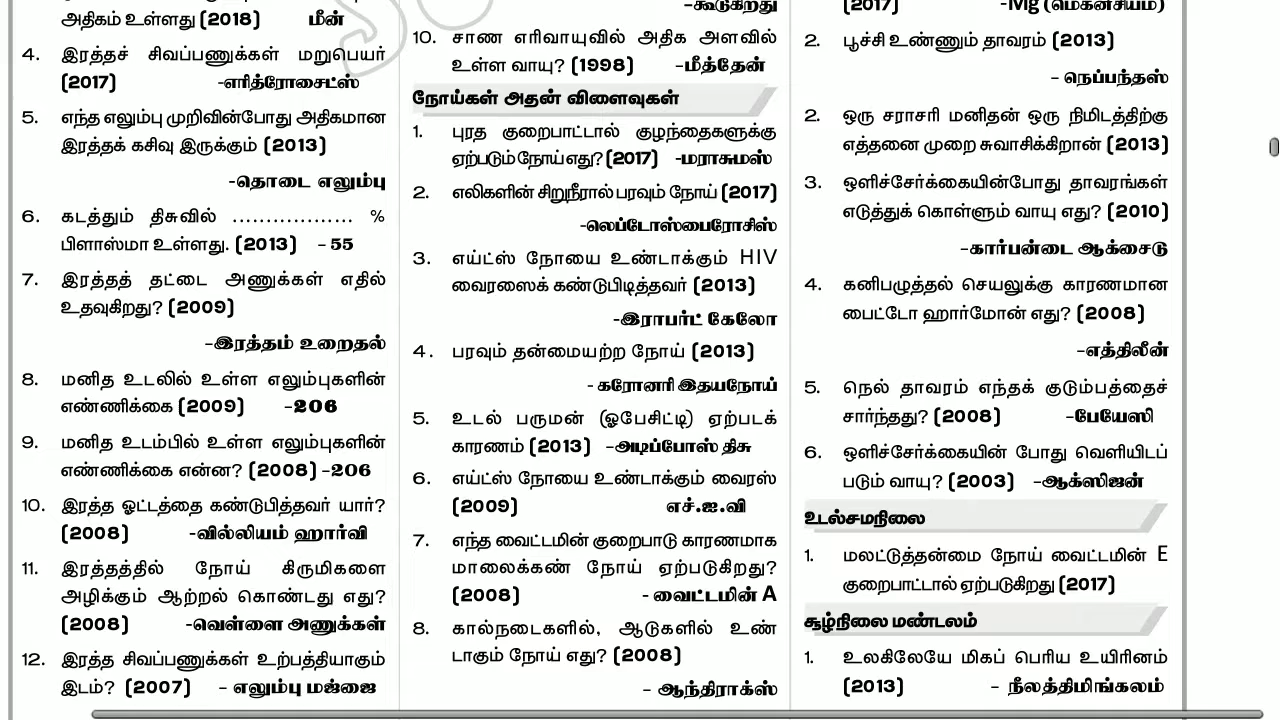 அதிகம் உள்ளது (2018) மீன்
4. இரத்தச் சிவப்பணுக்கள் மறுபெயர்
(2017) -எரித்ரோசைட்ஸ்
5. எந்த எலும்பு முறிவின்போது அதிகமான
இரத்தக் கசிவு இருக்கும் (2013)
-தொடை எலும்பு
6. கடத்தும் திசுவில் .................. %
பிளாஸ்மா உள்ளது. (2013) - 55
7. இரத்தத் தட்டை அணுக்கள் எதில்
உதவுகிறது? (2009)
-இரத்தம் உறைதல்
8. மனித உடலில் உள்ள எலும்புகளின்
எண்ணிக்கை (2009) -206
9. மனித உடம்பில் உள்ள எலும்புகளின்
எண்ணிக்கை என்ன? (2008) -206
10. இரத்த ஓட்டத்தை கண்டுபித்தவர் யார்?
(2008) -வில்லியம் ஹார்வி
11. இரத்தத்தில் நோய் கிருமிகளை
அழிக்கும் ஆற்றல் கொண்டது எது?
(2008) -வெள்ளை அணுக்கள்
12. இரத்த சிவப்பணுக்கள் உற்பத்தியாகும்
இடம்? (2007) - எலும்பு மஜ்ஜை
-கூடுகிறது
10. சாண எரிவாயுவில் அதிக அளவில்
உள்ள வாயு? (1998) -மீத்தேன்
நோய்கள் அதன் விளைவுகள்
1. புரத குறைபாட்டால் குழந்தைகளுக்கு
ஏற்படும் நோய் எது? (2017) -மராசுமஸ்
2. எலிகளின் சிறுநீரால் பரவும் நோய் (2017)
-லெப்டோஸ்பைரோசிஸ்
3. எய்ட்ஸ் நோயை உண்டாக்கும் HIV
வைரஸைக் கண்டுபிடித்தவர் (2013)
-இராபர்ட் கேலோ
4. பரவும் தன்மையற்ற நோய் (2013)
- கரோனரி இதயநோய்
5. உடல் பருமன் (ஓபேசிட்டி) ஏற்படக்
காரணம் (2013) -அடிப்போஸ் திசு
6. எய்ட்ஸ் நோயை உண்டாக்கும் வைரஸ்
(2009) எச்.ஐ.வி
7. எந்த வைட்டமின் குறைபாடு காரணமாக
மாலைக்கண் நோய் ஏற்படுகிறது?
(2008) - வைட்டமின் A
8. கால்நடைகளில், ஆடுகளில் உண்
டாகும் நோய் எது? (2008)
- ஆந்திராக்ஸ்
(2017) -Mg (மெக்னீசியம்)
2. பூச்சி உண்ணும் தாவரம் (2013)
- நெப்பந்தஸ்
2. ஒரு சராசரி மனிதன் ஒரு நிமிடத்திற்கு
எத்தனை முறை சுவாசிக்கிறான் (2013)
3. ஒளிச்சேர்க்கையின்போது தாவரங்கள்
எடுத்துக் கொள்ளும் வாயு எது? (2010)
-கார்பன்டை ஆக்சைடு
4. கனிபழுத்தல் செயலுக்கு காரணமான
பைட்டோ ஹார்மோன் எது? (2008)
-எத்திலீன்
5. நெல் தாவரம் எந்தக் குடும்பத்தைச்
சார்ந்தது? (2008) -பேயேஸி
6. ஒளிச்சேர்க்கையின் போது வெளியிடப்
படும் வாயு? (2003) -ஆக்ஸிஜன்
உடல்சமநிலை
1. மலட்டுத்தன்மை நோய் வைட்டமின் E
குறைபாட்டால் ஏற்படுகிறது (2017)
சூழ்நிலை மண்டலம்
1. உலகிலேயே மிகப் பெரிய உயிரினம்
(2013) - நீலத்திமிங்கலம்